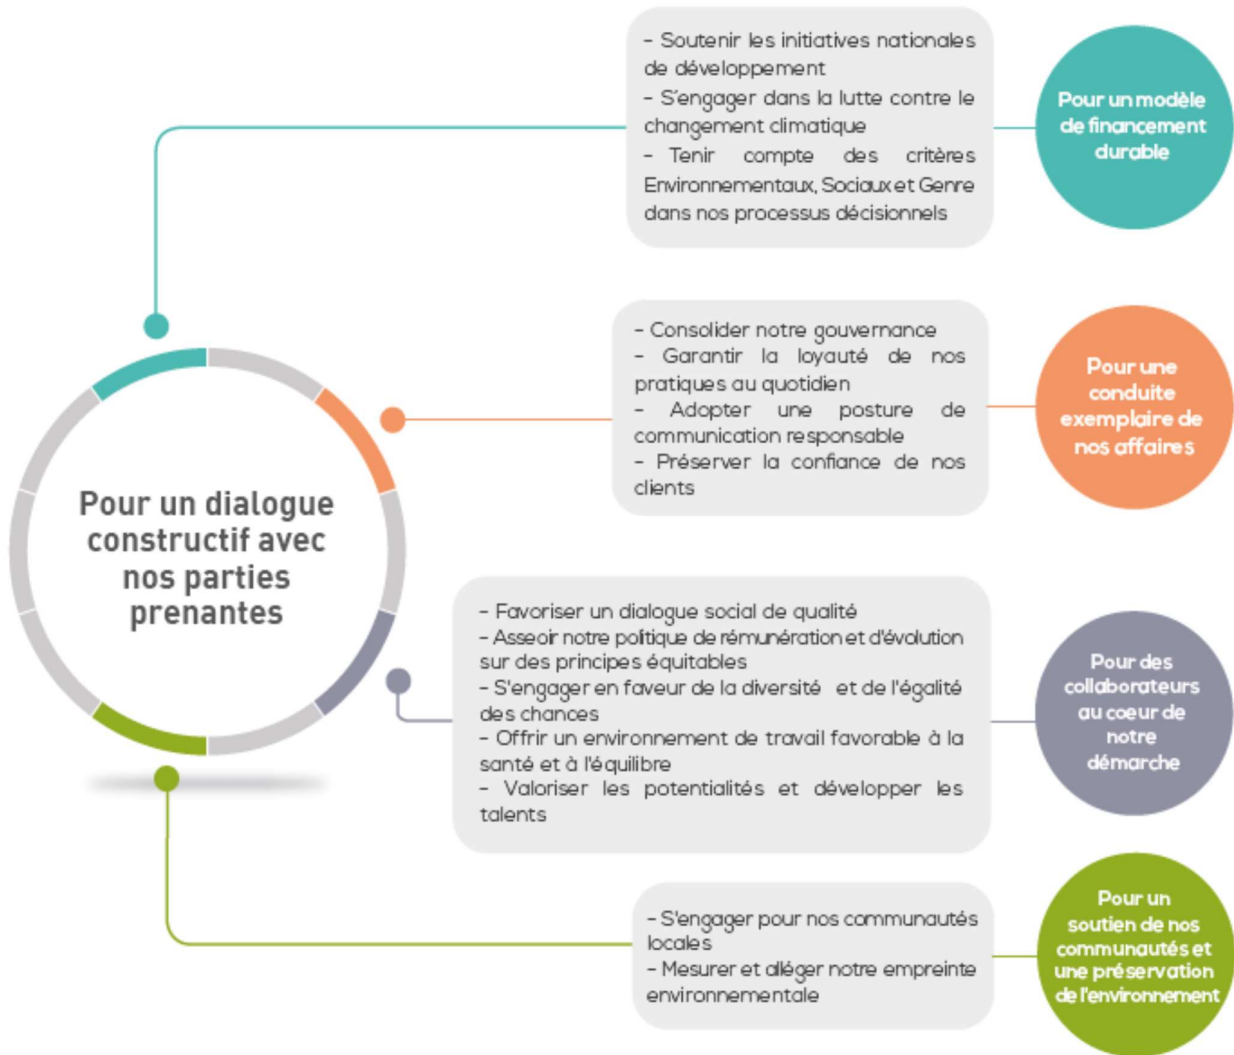 - Soutenir les initiatives nationales
de développement
- S'engager dans la lutte contre le
changement climatique
- Tenir compte des critères
Environnementaux, Sociaux et Genre
dans nos processus décisionnels
Pour un modèle
de financement
durable
- Consolider notre gouvernance
- Garantir la loyauté de nos
pratiques au quotidien
- Adopter une posture de
communication responsable
- Préserver la confiance de nos
clients
Pour une
conduite
exemplaire de
nos affaires
Pour un dialogue
constructif avec
nos parties
prenantes
- Favoriser un dialogue social de qualité
- Asseoir notre politique de rémunération et d'évolution
sur des principes équitables
- S'engager en faveur de la diversité et de l'égalité
des chances
- Offrir un environnement de travail favorable à la
santé et à l'équilibre
- Valoriser les potentialités et développer les
talents
Pour des
collaborateurs
au coeur de
notre
démarche
- S'engager pour nos communautés
locales
- Mesurer et alléger notre empreinte
environnementale
Pour un
soutien de nos
communautés et
une préservation
de l'environnement